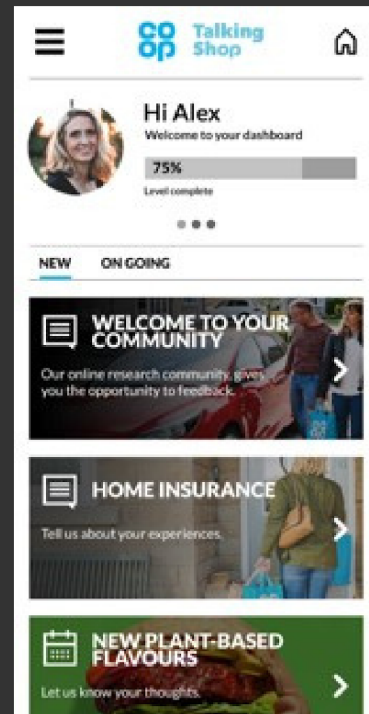 CO OP Talking Shop
Hi Alex
Welcome to your dashboard
75%
Level complete
NEW ON GOING
WELCOME TO YOUR
COMMUNITY
Our online research community, gives
you the opportunity to feedback.
HOME INSURANCE
Tell us about your experiences.
NEW PLANT-BASED
FLAVOURS
Let us know your thoughts.